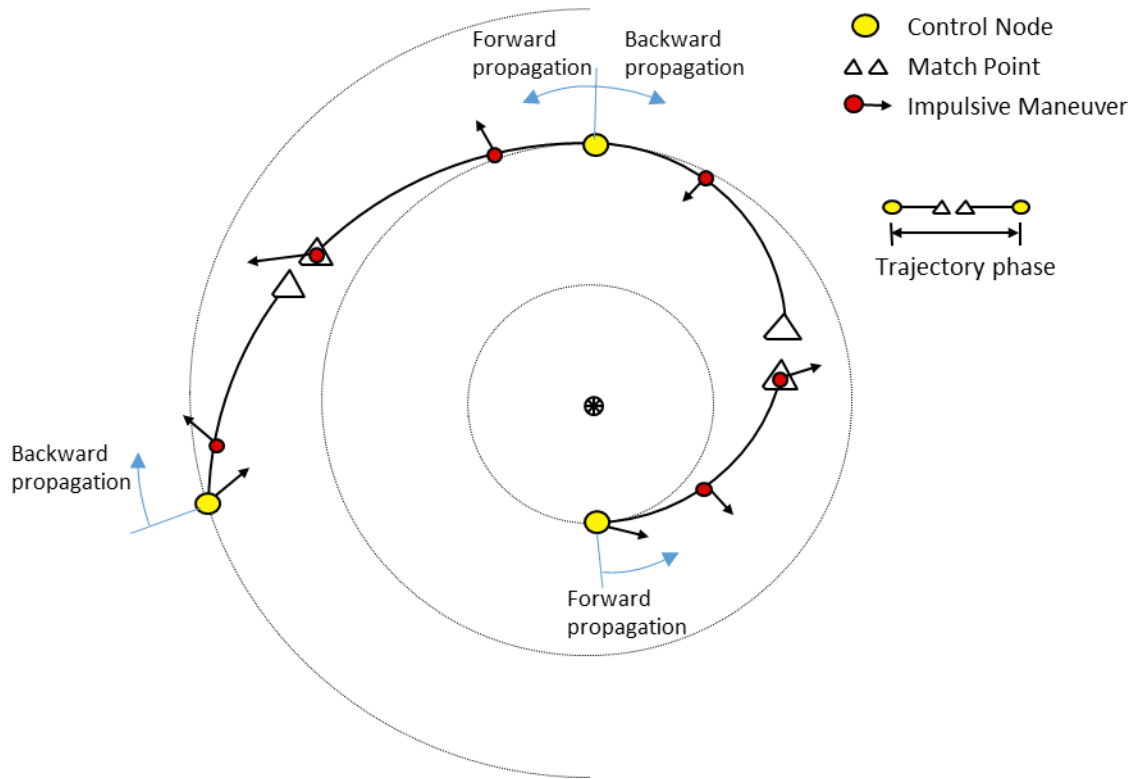 Forward
propagation
Backward
propagation
Control Node
Match Point
Impulsive Maneuver
Trajectory phase
Backward
propagation
Forward
propagation